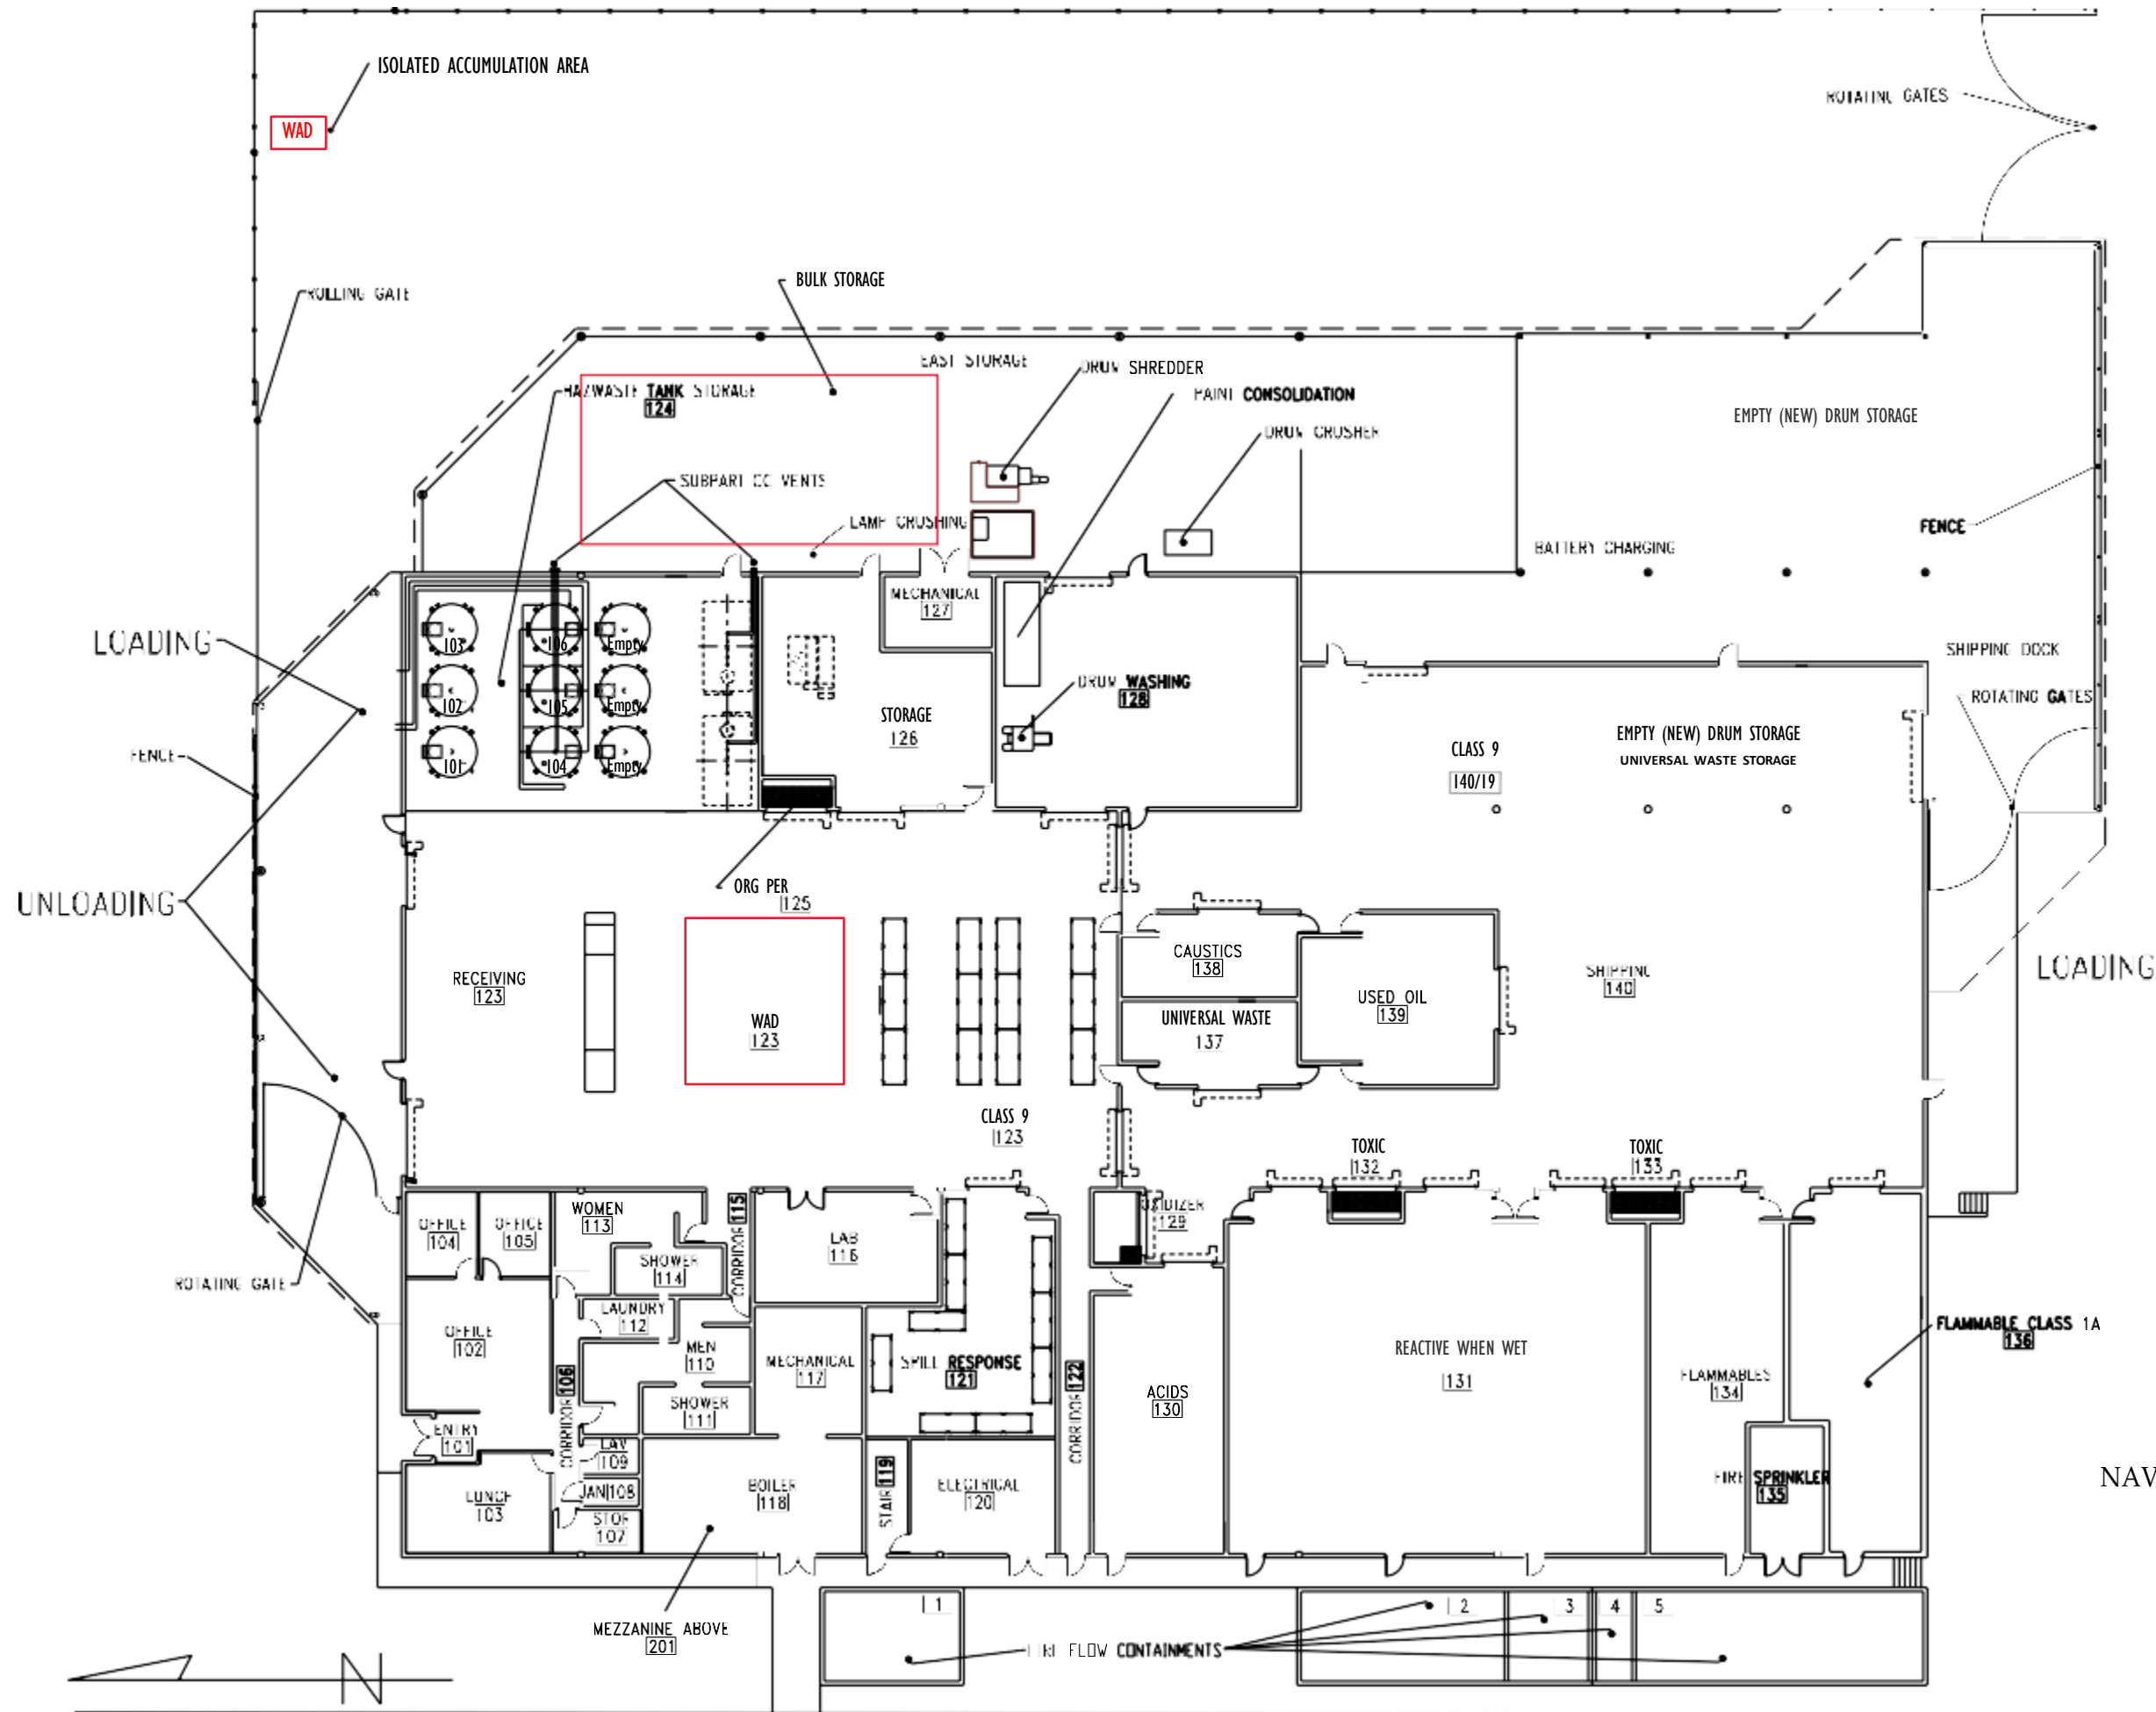 ISOLATED ACCUMULATION AREA
WAD
ROTATING GATES
ROLLING GATE
BULK STORAGE
EAST STORAGE
DRUM SHREDDER
HAZWASTE TANK STORAGE
124
PAINT CONSOLIDATION
EMPTY (NEW) DRUM STORAGE
DRUM CRUSHER
SUBPART CC VENTS
LAMP CRUSHING
FENCE
BATTERY CHARGING
MECHANICAL
127
LOADING
103
106
Empty
SHIPPING DOCK
102
105
Empty
DRUM WASHING
128
ROTATING GATES
STORAGE
126
EMPTY (NEW) DRUM STORAGE
UNIVERSAL WASTE STORAGE
CLASS 9
140/19
FENCE
101
104
Empty
ORG PER
125
UNLOADING
CAUSTICS
138
RECEIVING
123
SHIPPING
140
LOADING
USED OIL
139
WAD
123
UNIVERSAL WASTE
137
CLASS 9
123
TOXIC
132
TOXIC
133
OFFICE
104
OFFICE
105
WOMEN
113
CORRIDOR 115
LAB
116
OXIDIZER
129
SHOWER
114
ROTATING GATE
LAUNDRY
112
OFFICE
102
MEN
110
MECHANICAL
117
SPILL RESPONSE
121
REACTIVE WHEN WET
131
FLAMMABLE CLASS 1A
136
FLAMMABLES
134
CORRIDOR 106
SHOWER
111
CORRIDOR 122
ACIDS
130
ENTRY
101
LAV
109
LUNCH
103
JAN 108
STOR
107
BOILER
118
STAIR 119
ELECTRICAL
120
FIRE SPRINKLER
135
NAV
1
2
3
4
5
MEZZANINE ABOVE
201
FIRE FLOW CONTAINMENTS
N